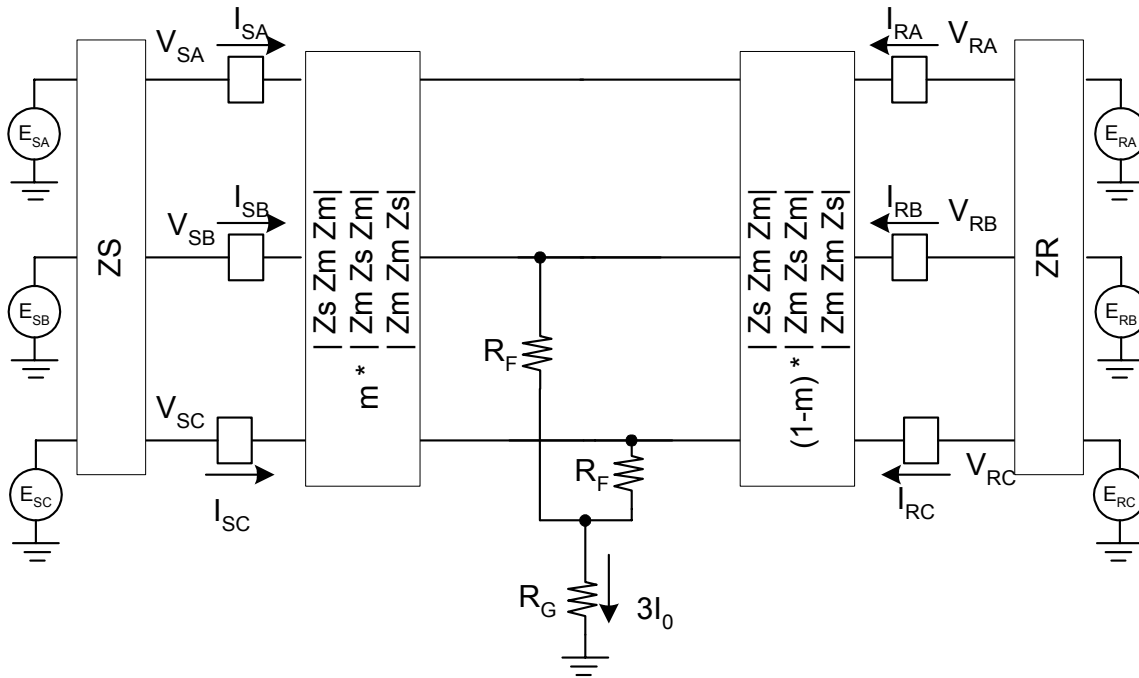 I_SA
V_SA
I_RA
V_RA
E_SA
E_RA
I_SB
V_SB
I_RB
V_RB
ZS
ZR
m * |Zs Zm Zm|
|Zm Zs Zm|
|Zm Zm Zs|
(1-m) * |Zs Zm Zm|
|Zm Zs Zm|
|Zm Zm Zs|
E_SB
E_RB
R_F
V_SC
I_SC
R_F
V_RC
I_RC
E_SC
E_RC
R_G
3I_0